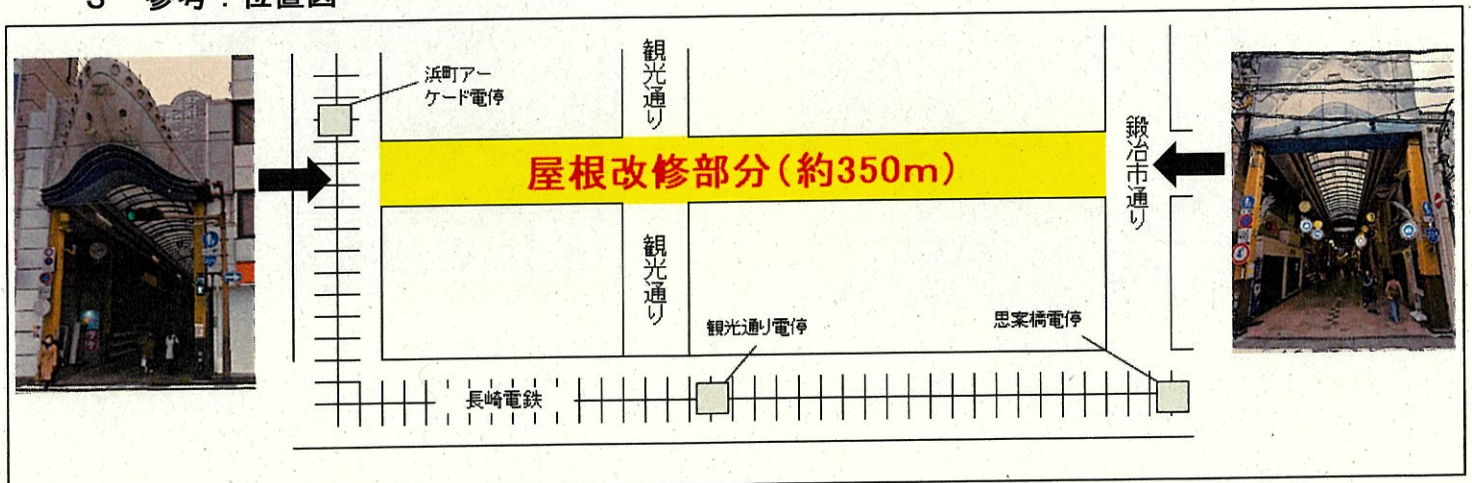 3 参考：位置図
浜町アー
ケード電停
観光通り
屋根改修部分（約350m）
鍛冶市通り
観光通り
観光通り電停
思案橋電停
長崎電鉄